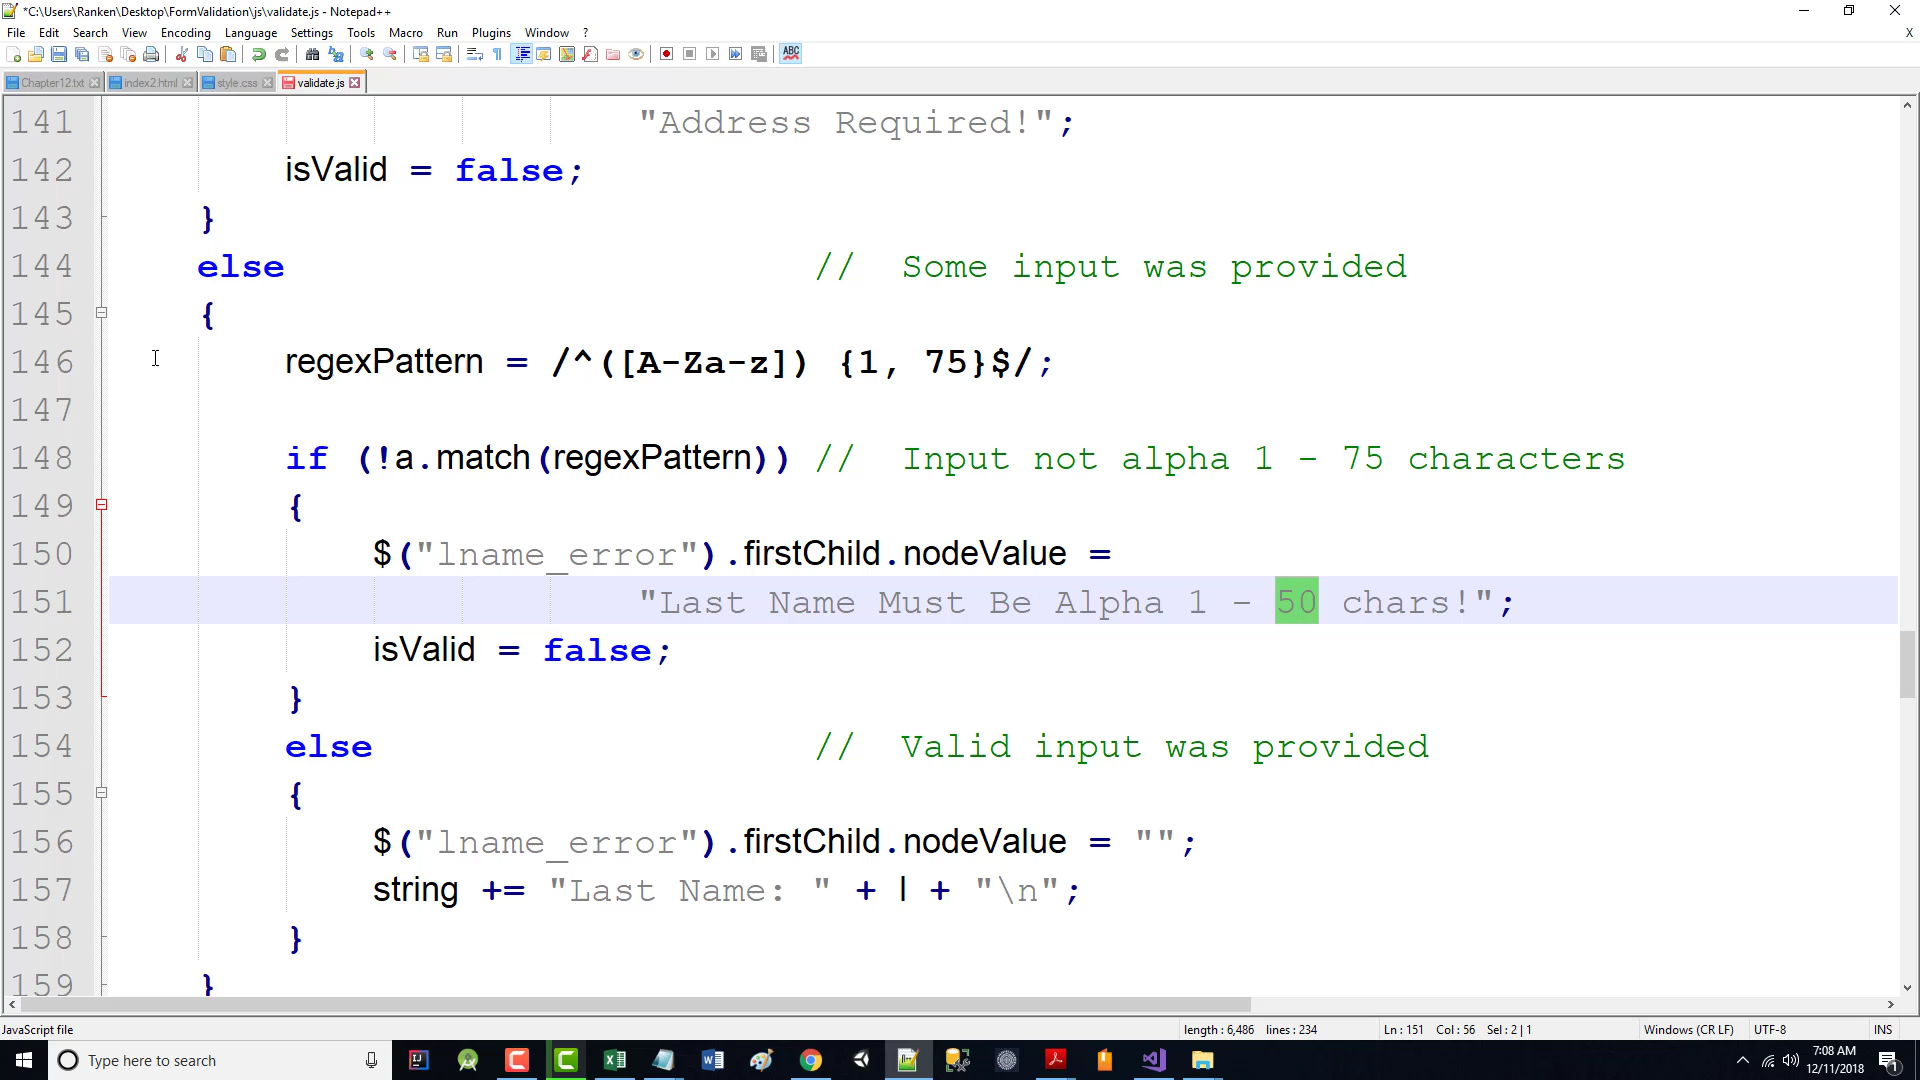 *C:\Users\Ranken\Desktop\FormValidation\js\validate.js - Notepad++
File Edit Search View Encoding Language Settings Tools Macro Run Plugins Window ? X
Chapter12.txt index2.html style.css validate.js
141 "Address Required!";
142 isValid = false;
143 }
144 else // Some input was provided
145 {
146 regexPattern = /^([A-Za-z]) {1, 75}$/;
147
148 if (!a.match(regexPattern)) // Input not alpha 1 - 75 characters
149 {
150 $("lname_error").firstChild.nodeValue =
151 "Last Name Must Be Alpha 1 - 50 chars!";
152 isValid = false;
153 }
154 else // Valid input was provided
155 {
156 $("lname_error").firstChild.nodeValue = "";
157 string += "Last Name: " + l + "\n";
158 }
159 }
JavaScript file length : 6,486 lines : 234 Ln : 151 Col : 56 Sel : 2 | 1 Windows (CR LF) UTF-8 INS
Type here to search
7:08 AM
12/11/2018
1